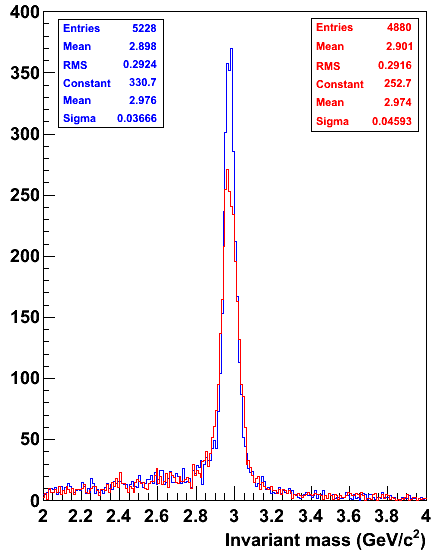 Entries 5228
Mean 2.898
RMS 0.2924
Constant 330.7
Mean 2.976
Sigma 0.03666
Entries 4880
Mean 2.901
RMS 0.2916
Constant 252.7
Mean 2.974
Sigma 0.04593
400
350
300
250
200
150
100
50
0
2 2.2 2.4 2.6 2.8 3 3.2 3.4 3.6 3.8 4
Invariant mass (GeV/c²)